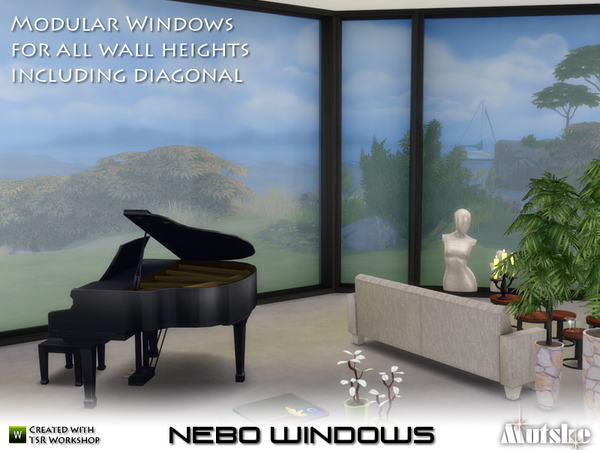 Modular Windows
for all wall heights
including diagonal
W
Created with
TSR Workshop
NEBO WINDOWS
Mutske